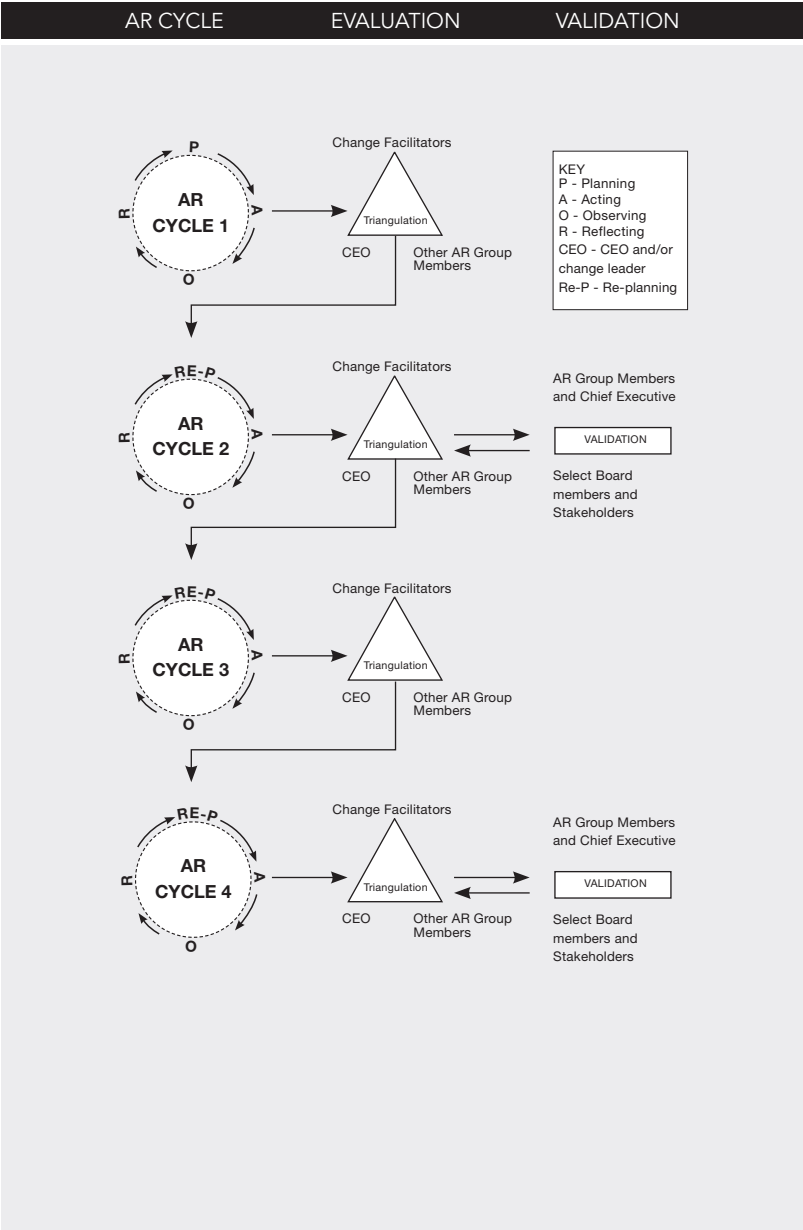 AR CYCLE EVALUATION VALIDATION
P
AR
CYCLE 1
R
A
O
Change Facilitators
Triangulation
CEO
Other AR Group
Members
KEY
P - Planning
A - Acting
O - Observing
R - Reflecting
CEO - CEO and/or
change leader
Re-P - Re-planning
RE-P
AR
CYCLE 2
R
A
O
Change Facilitators
Triangulation
CEO
Other AR Group
Members
AR Group Members
and Chief Executive
VALIDATION
Select Board
members and
Stakeholders
RE-P
AR
CYCLE 3
R
A
O
Change Facilitators
Triangulation
CEO
Other AR Group
Members
RE-P
AR
CYCLE 4
R
A
O
Change Facilitators
Triangulation
CEO
Other AR Group
Members
AR Group Members
and Chief Executive
VALIDATION
Select Board
members and
Stakeholders